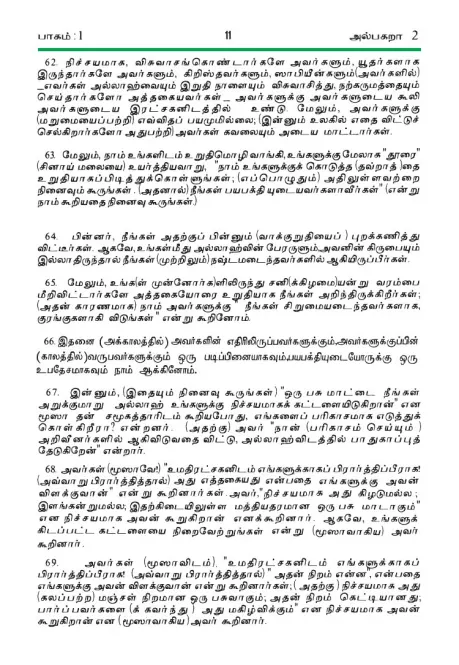 பாகம் : 1 11 அல்பகறா 2
62. நிச்சயமாக, விசுவாசங்கொண்டார்களே அவர்களும், யூதர்களாக
இருந்தார்களே அவர்களும், கிறிஸ்தவர்களும், ஸாபியீன்களும்(அவர்களில்)
_எவர்கள் அல்லாஹ்வையும் இறுதி நாளையும் விசுவாசித்து, நற்கருமத்தையும்
செய்தார்களோ அத்தகையவர்கள் _ அவர்களுக்கு அவர்களுடைய கூலி
அவர்களுடைய இரட்சகனிடத்தில் உண்டு மேலும், அவர்களுக்கு
(மறுமையைப்பற்றி) எவ்விதப் பயமுமில்லை; (இன்னும் உலகில் எதை விட்டுச்
செல்கிறார்களோ அதுபற்றி) அவர்கள் கவலையும் அடைய மாட்டார்கள்.
63. மேலும், நாம் உங்களிடம் உறுதிமொழி வாங்கி, உங்களுக்கு மேலாக "தூரை"
(சினாய் மலையை) உயர்த்தியவாறு, "நாம் உங்களுக்குக் கொடுத்த (தவ்றாத்)தை
உறுதியாகப்பிடித்துக்கொள்ளுங்கள்; (எப்பொழுதும்) அதிலுள்ளவற்றை
நினைவும் கூருங்கள். (அதனால்) நீங்கள் பயபக்தியுடையவர்களாவீர்கள்" (என்று
நாம் கூறியதை நினைவு கூருங்கள்.)
64. பின்னர், நீங்கள் அதற்குப் பின்னும் (வாக்குறுதியைப்) புறக்கணித்து
விட்டீர்கள். ஆகவே, உங்கள்மீது அல்லாஹ்வின் பேரருளும்,அவனின் கிருபையும்
இல்லாதிருந்தால் நீங்கள் (முற்றிலும்) நஷ்டமடைந்தவர்களில் ஆகியிருப்பீர்கள்.
65. மேலும், உங்க(ள் முன்னோர்க)ளிலிருந்து சனி(க்கிழமை)யன்று வரம்பை
மீறிவிட்டார்களே அத்தகையோரை உறுதியாக நீங்கள் அறிந்திருக்கிறீர்கள்;
(அதன் காரணமாக) நாம் அவர்களுக்கு நீங்கள் சிறுமையடைந்தவர்களாக,
குரங்குகளாகி விடுங்கள்" என்று கூறினோம்.
66. இதனை (அக்காலத்தில்) அவர்களின் எதிரிலிருப்பவர்களுக்கும்,அவர்களுக்குப்பின்
(காலத்தில்)வருபவர்களுக்கும் ஒரு படிப்பினையாகவும்,பயபக்தியுடையோருக்கு ஒரு
உபதேசமாகவும் நாம் ஆக்கினோம்.
67. இன்னும், (இதையும் நினைவு கூருங்கள்) "ஒரு பசு மாட்டை நீங்கள்
அறுக்குமாறு அல்லாஹ் உங்களுக்கு நிச்சயமாகக் கட்டளையிடுகிறான்" என
மூஸா தன் சமூகத்தாரிடம் கூறியபோது, எங்களைப் பரிகாசமாக எடுத்துக்
கொள்கிறீரா? என்றனர். (அதற்கு) அவர் "நான் (பரிகாசம் செய்யும்)
அறிவீனர்களில் ஆகிவிடுவதை விட்டு, அல்லாஹ்விடத்தில் பாதுகாப்புத்
தேடுகிறேன்" என்றார்.
68. அவர்கள் (மூஸாவே!) "உமதிரட்சகனிடம் எங்களுக்காகப் பிரார்த்திப்பீராக!
(அவ்வாறு பிரார்த்தித்தால்) அது எத்தகையது என்பதை எங்களுக்கு அவன்
விளக்குவான்" என்று கூறினார்கள். அவர்,"நிச்சயமாக அது கிழடுமல்ல;
இளங்கன்றுமல்ல; இதற்கிடையிலுள்ள மத்தியதரமான ஒரு பசு மாடாகும்"
என நிச்சயமாக அவன் கூறுகிறான் எனக்கூறினார். ஆகவே, உங்களுக்
கிடப்பட்ட கட்டளையை நிறைவேற்றுங்கள் என்று (மூஸாவாகிய) அவர்
கூறினார்.
69. அவர்கள் (மூஸாவிடம்). "உமதிரட்சகனிடம் எங்களுக்காகப்
பிரார்த்திப்பீராக! (அவ்வாறு பிரார்த்தித்தால்)" அதன் நிறம் என்ன", என்பதை
எங்களுக்கு அவன் விளக்குவான் என்று கூறினார்கள்; (அதற்கு) நிச்சயமாக அது
(கலப்பற்ற) மஞ்சள் நிறமான ஒரு பசுவாகும்; அதன் நிறம் கெட்டியானது;
பார்ப்பவர்களை (க் கவர்ந்து) அது மகிழ்விக்கும்" என நிச்சயமாக அவன்
கூறுகிறான் என (மூஸாவாகிய) அவர் கூறினார்.